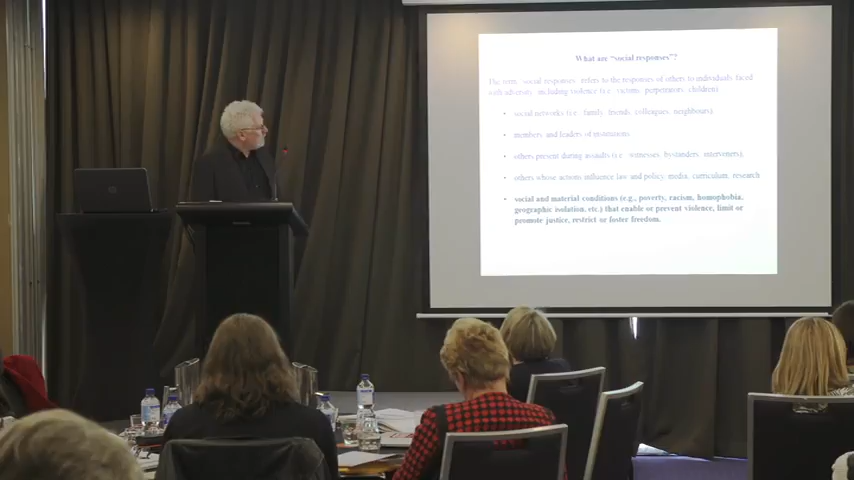 What are "social responses"?
The term "social responses" refers to the responses of others to individuals faced
with adversity, including violence (i.e. victims, perpetrators, children)
• social networks (i.e. family, friends, colleagues, neighbours),
• members and leaders of institutions
• others present during assaults (i.e. witnesses, bystanders, interveners),
• others whose actions influence law and policy, media, curriculum, research
• social and material conditions (e.g., poverty, racism, homophobia,
geographic isolation, etc.) that enable or prevent violence, limit or
promote justice, restrict or foster freedom.